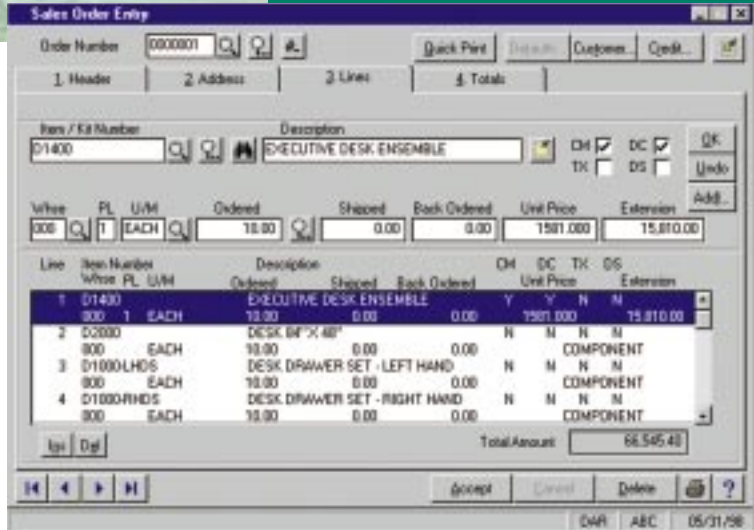 Sales Order Entry
Order Number 0000001 Quick Print Defaults Customer... Credit...
1. Header 2. Address 3. Lines 4. Totals
Item / Kit Number Description
D1400 EXECUTIVE DESK ENSEMBLE CM DC OK
TX DS Undo
Whse PL U/M Ordered Shipped Back Ordered Unit Price Extension Add...
000 1 EACH 10.00 0.00 0.00 1581.000 15,810.00
Line Item Number Description CM DC TX DS
Whse PL U/M Ordered Shipped Back Ordered Unit Price Extension
1 D1400 EXECUTIVE DESK ENSEMBLE Y Y N N
000 1 EACH 10.00 0.00 0.00 1581.000 15,810.00
2 D2000 DESK 84" X 48" N N N N
000 EACH 10.00 0.00 0.00 COMPONENT
3 D1000-LHDS DESK DRAWER SET - LEFT HAND N N N N
000 EACH 10.00 0.00 0.00 COMPONENT
4 D1000-RHDS DESK DRAWER SET - RIGHT HAND N N N N
000 EACH 10.00 0.00 0.00 COMPONENT
Ins Del Total Amount 66,545.40
Accept Cancel Delete ?
DAR ABC 05/31/98